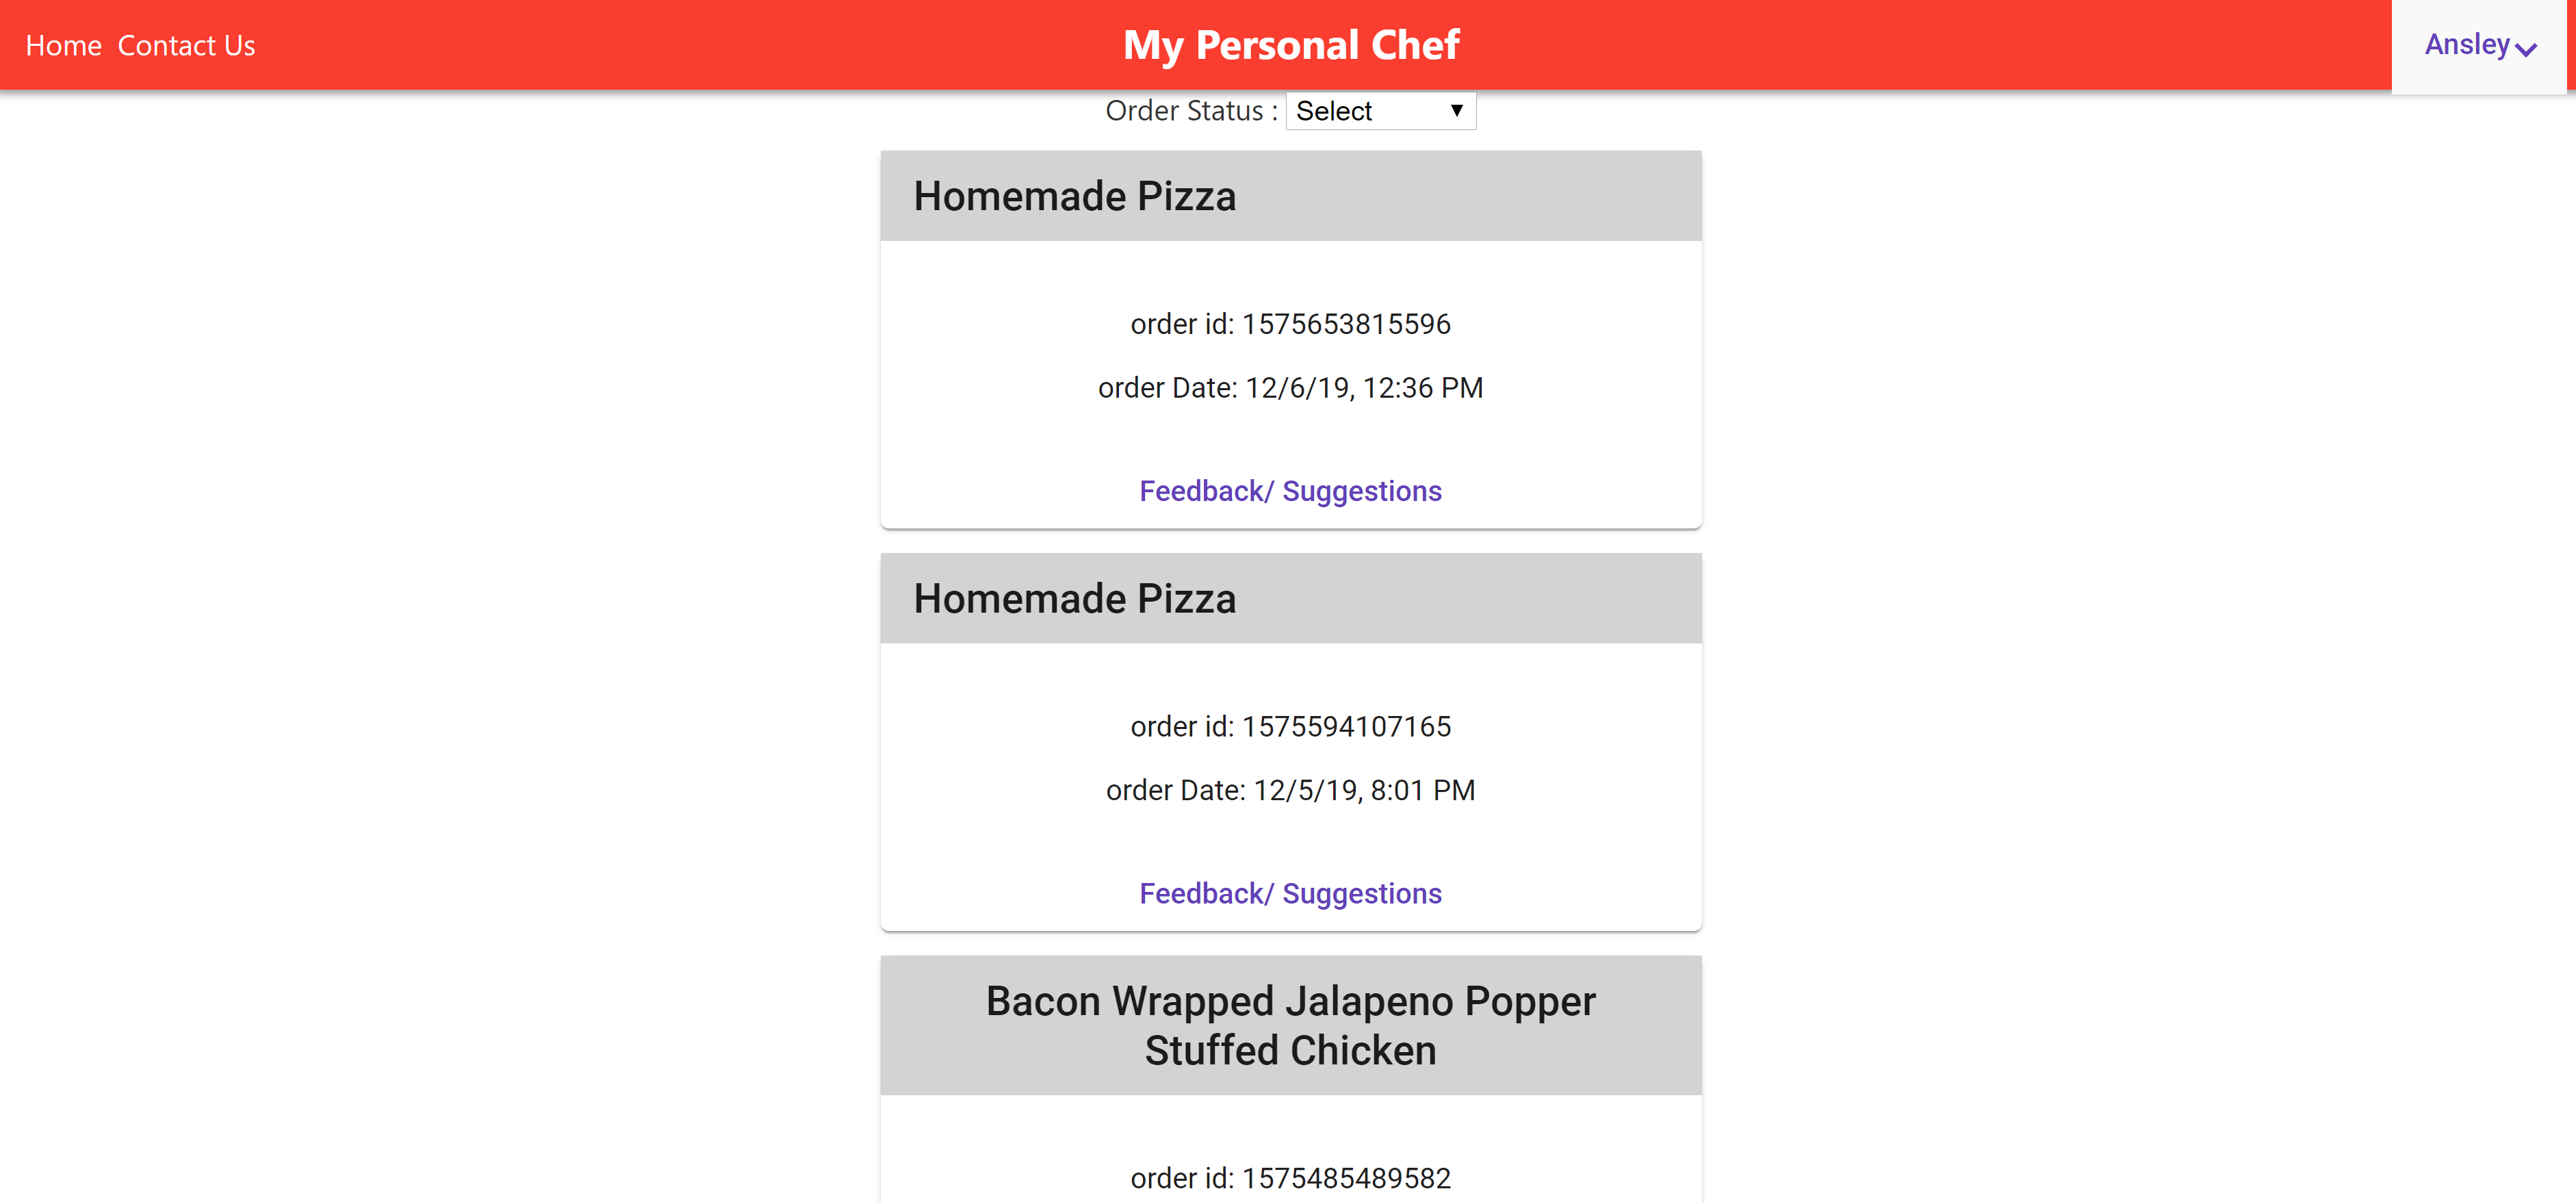 Home Contact Us My Personal Chef Ansley
Order Status : Select
Homemade Pizza
order id: 1575653815596
order Date: 12/6/19, 12:36 PM
Feedback/ Suggestions
Homemade Pizza
order id: 1575594107165
order Date: 12/5/19, 8:01 PM
Feedback/ Suggestions
Bacon Wrapped Jalapeno Popper
Stuffed Chicken
order id: 1575485489582